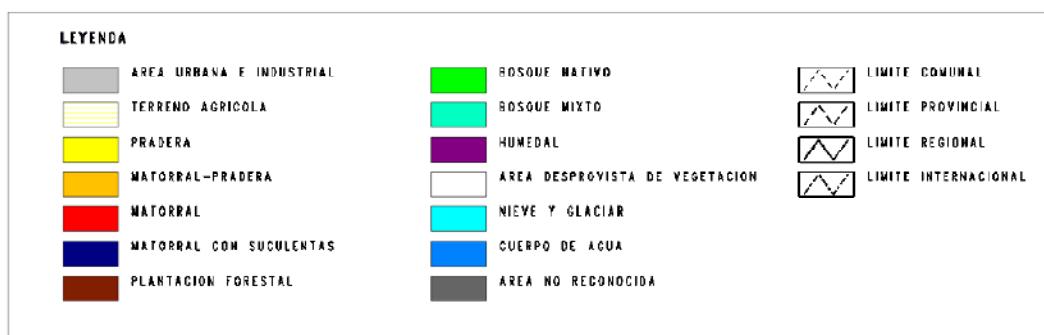 LEYENDA
AREA URBANA E INDUSTRIAL
TERRENO AGRICOLA
PRADERA
MATORRAL-PRADERA
MATORRAL
MATORRAL CON SUCULENTAS
PLANTACION FORESTAL
BOSQUE NATIVO
BOSQUE MIXTO
HUMEDAL
AREA DESPROVISTA DE VEGETACION
NIEVE Y GLACIAR
CUERPO DE AGUA
AREA NO RECONOCIDA
LIMITE COMUNAL
LIMITE PROVINCIAL
LIMITE REGIONAL
LIMITE INTERNACIONAL